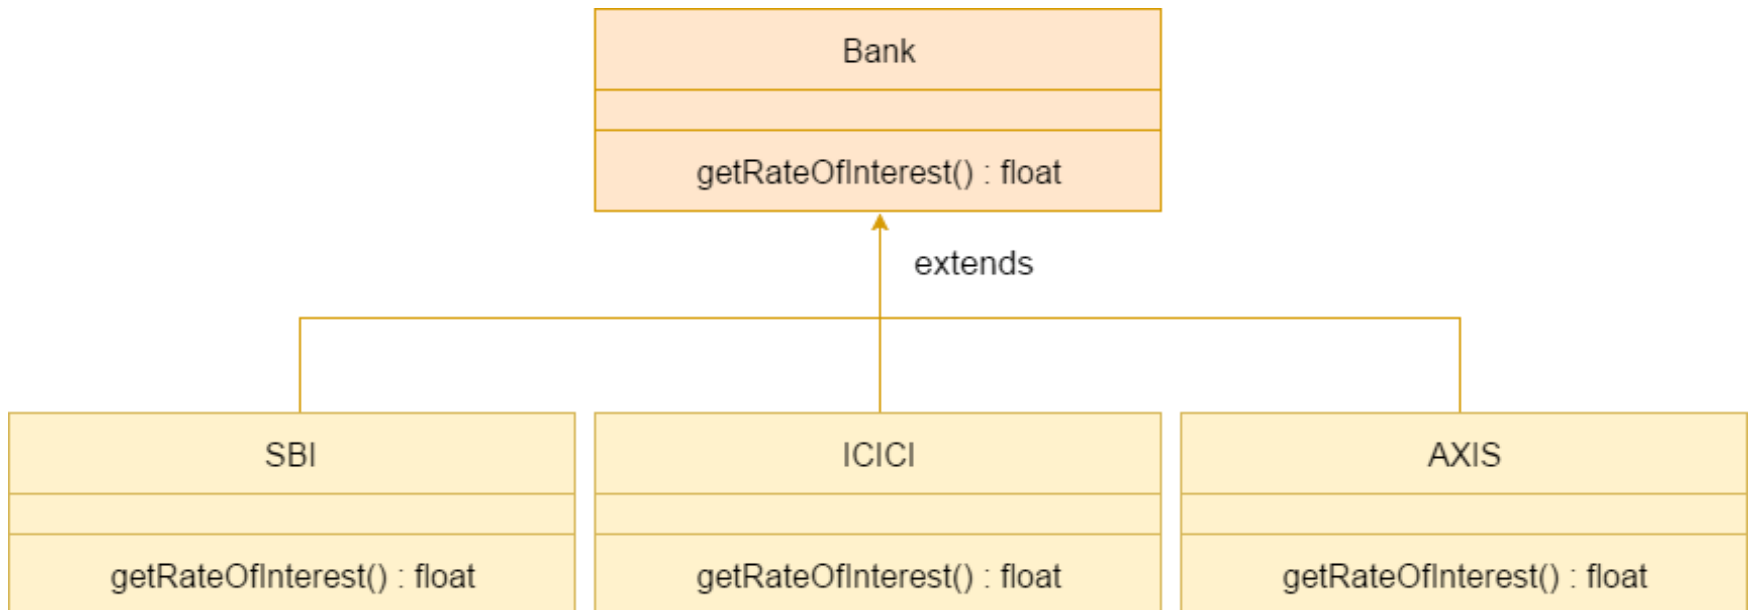 Bank
getRateOfInterest() : float
extends
SBI
getRateOfInterest() : float
ICICI
getRateOfInterest() : float
AXIS
getRateOfInterest() : float